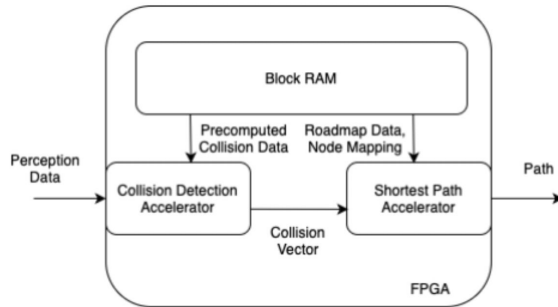 Block RAM
Precomputed
Collision Data
Roadmap Data,
Node Mapping
Perception
Data
Collision Detection
Accelerator
Shortest Path
Accelerator
Path
Collision
Vector
FPGA